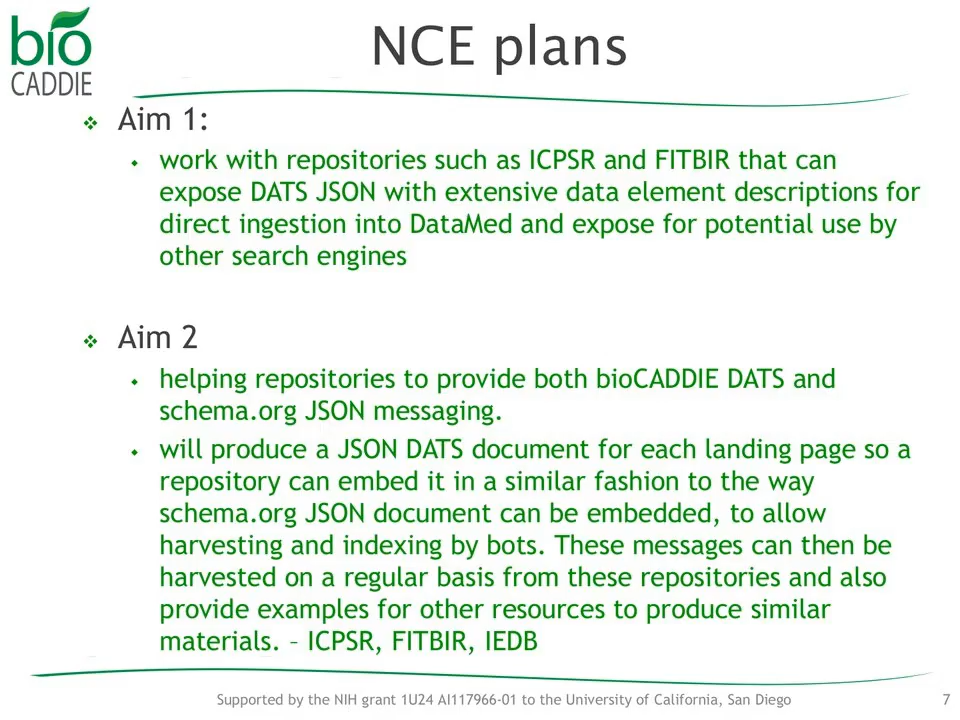 bio
CADDIE
NCE plans
Aim 1:
work with repositories such as ICPSR and FITBIR that can
expose DATS JSON with extensive data element descriptions for
direct ingestion into DataMed and expose for potential use by
other search engines
Aim 2
helping repositories to provide both bioCADDIE DATS and
schema.org JSON messaging.
will produce a JSON DATS document for each landing page so a
repository can embed it in a similar fashion to the way
schema.org JSON document can be embedded, to allow
harvesting and indexing by bots. These messages can then be
harvested on a regular basis from these repositories and also
provide examples for other resources to produce similar
materials. – ICPSR, FITBIR, IEDB
Supported by the NIH grant 1U24 AI117966-01 to the University of California, San Diego
7